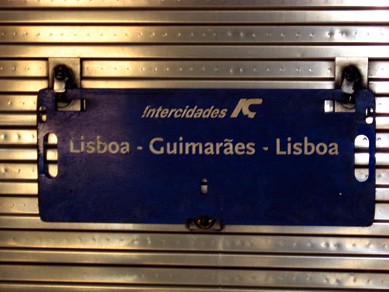 Intercidades IC
Lisboa - Guimarães - Lisboa